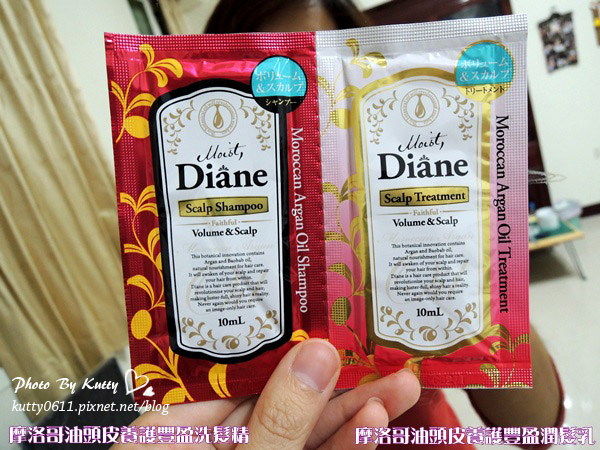 ボリューム
&スカルプ
シャンプー
Moist,
Diane
Scalp Shampoo
Faithful
Volume & Scalp
This botanical innovation contains
Argan and Baobab oil,
natural nourishment for hair care.
It will awaken of your scalp and repair
your hair from within.
Diane is a hair care product that will
revolutionise your scalp and hair,
making luster-full, shiny hair a reality.
Never again would you require
an image-only hair care.
10mL
Moroccan Argan Oil Shampoo
ボリューム
&スカルプ
トリートメント
Moist,
Diane
Scalp Treatment
Faithful
Volume & Scalp
This botanical innovation contains
Argan and Baobab oil,
natural nourishment for hair care.
It will awaken of your scalp and repair
your hair from within.
Diane is a hair care product that will
revolutionise your scalp and hair,
making luster-full, shiny hair a reality.
Never again would you require
an image-only hair care.
10mL
Moroccan Argan Oil Treatment
Photo By Kutty
kutty0611.pixnet.net/blog
摩洛哥油頭皮養護豐盈洗髮精
摩洛哥油頭皮養護豐盈潤髮乳